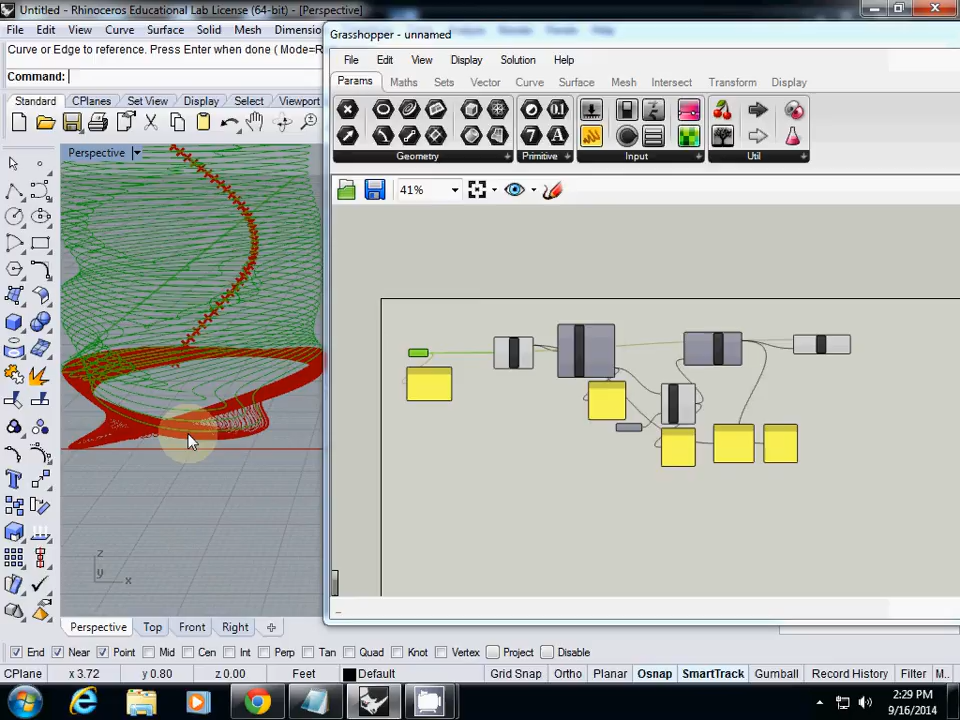 Untitled - Rhinoceros Educational Lab License (64-bit) - [Perspective]
File Edit View Curve Surface Solid Mesh Dimension
Curve or Edge to reference. Press Enter when done ( Mode=R
Command:
Standard CPlanes Set View Display Select Viewport
Perspective
z
y x
Perspective Top Front Right
Grasshopper - unnamed
File Edit View Display Solution Help
Params Maths Sets Vector Curve Surface Mesh Intersect Transform Display
Geometry Primitive Input Util
41%
End Near Point Mid Cen Int Perp Tan Quad Knot Vertex Project Disable
CPlane x 3.72 y 0.80 z 0.00 Feet Default Grid Snap Ortho Planar Osnap SmartTrack Gumball Record History Filter M..
2:29 PM
9/16/2014